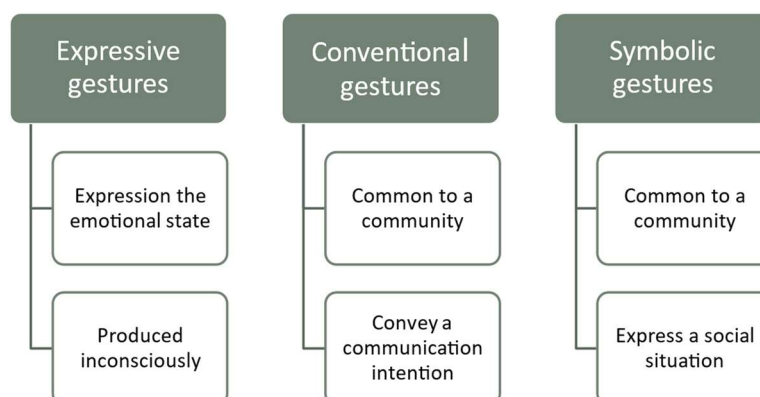 Expressive
gestures
Expression the
emotional state
Produced
inconsciously
Conventional
gestures
Common to a
community
Convey a
communication
intention
Symbolic
gestures
Common to a
community
Express a social
situation